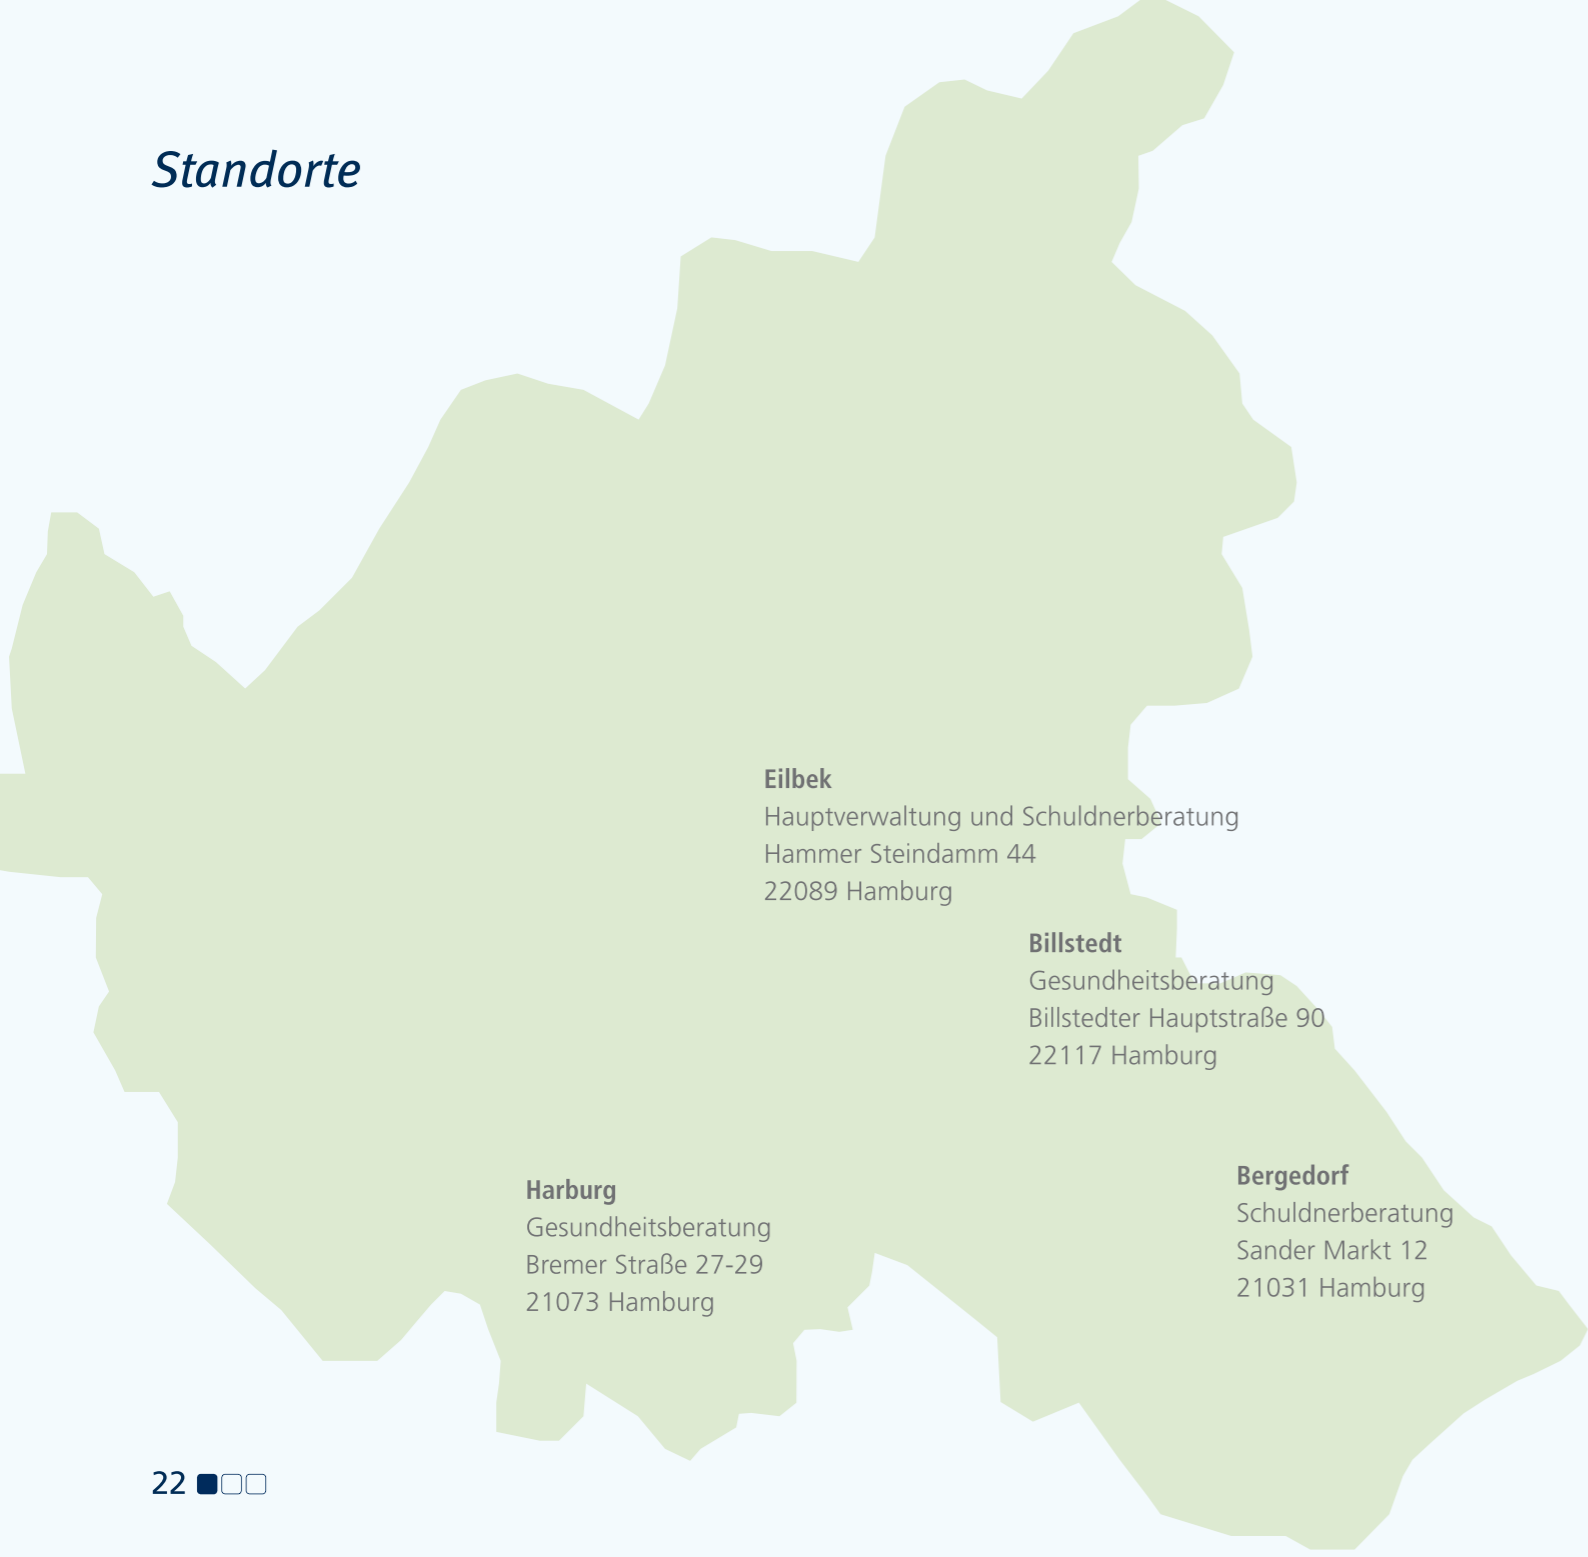 Standorte
Eilbek
Hauptverwaltung und Schuldnerberatung
Hammer Steindamm 44
22089 Hamburg
Billstedt
Gesundheitsberatung
Billstedter Hauptstraße 90
22117 Hamburg
Harburg
Gesundheitsberatung
Bremer Straße 27-29
21073 Hamburg
Bergedorf
Schuldnerberatung
Sander Markt 12
21031 Hamburg
22